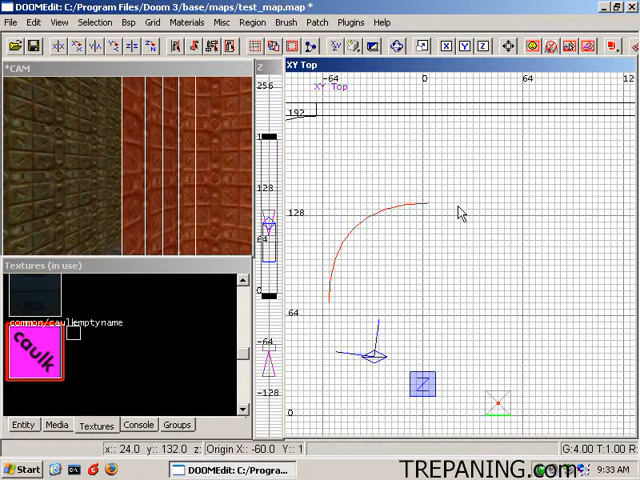 DOOMEdit: C:/Program Files/Doom 3/base/maps/test_map.map *
File Edit View Selection Bsp Textures Misc Region Brush Patch Plugins Help
*CAM
Z
XY Top
256
128
64
0
-64
-128
-64 0 64 12
XY Top
192
128
64
0
Z
Textures (in use)
common/caulkemptyname
caulk
Entity Media Textures Console Groups
x:: 24.0 y:: 132.0 z: Origin X:: -60.0 Y:: 1 G:4.00 T:1.00 R
Start DOOMEdit: C:/Progra... 9:33 AM
TREPANING.com